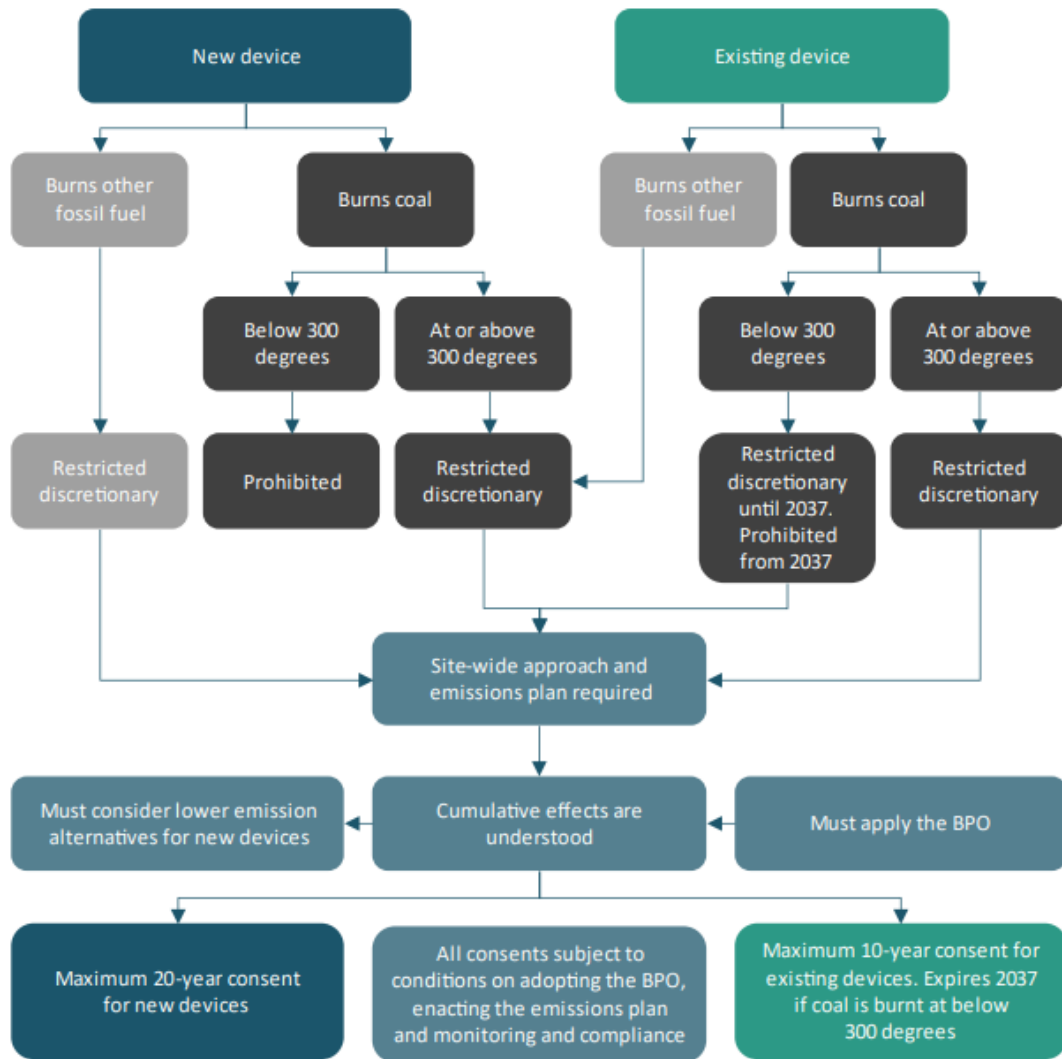 New device
Existing device
Burns other
fossil fuel
Burns coal
Burns other
fossil fuel
Burns coal
Below 300
degrees
At or above
300 degrees
Below 300
degrees
At or above
300 degrees
Restricted
discretionary
Prohibited
Restricted
discretionary
Restricted
discretionary
until 2037.
Prohibited
from 2037
Restricted
discretionary
Site-wide approach and
emissions plan required
Must consider lower emission
alternatives for new devices
Cumulative effects are
understood
Must apply the BPO
Maximum 20-year consent
for new devices
All consents subject to
conditions on adopting the BPO,
enacting the emissions plan
and monitoring and compliance
Maximum 10-year consent for
existing devices. Expires 2037
if coal is burnt at below
300 degrees